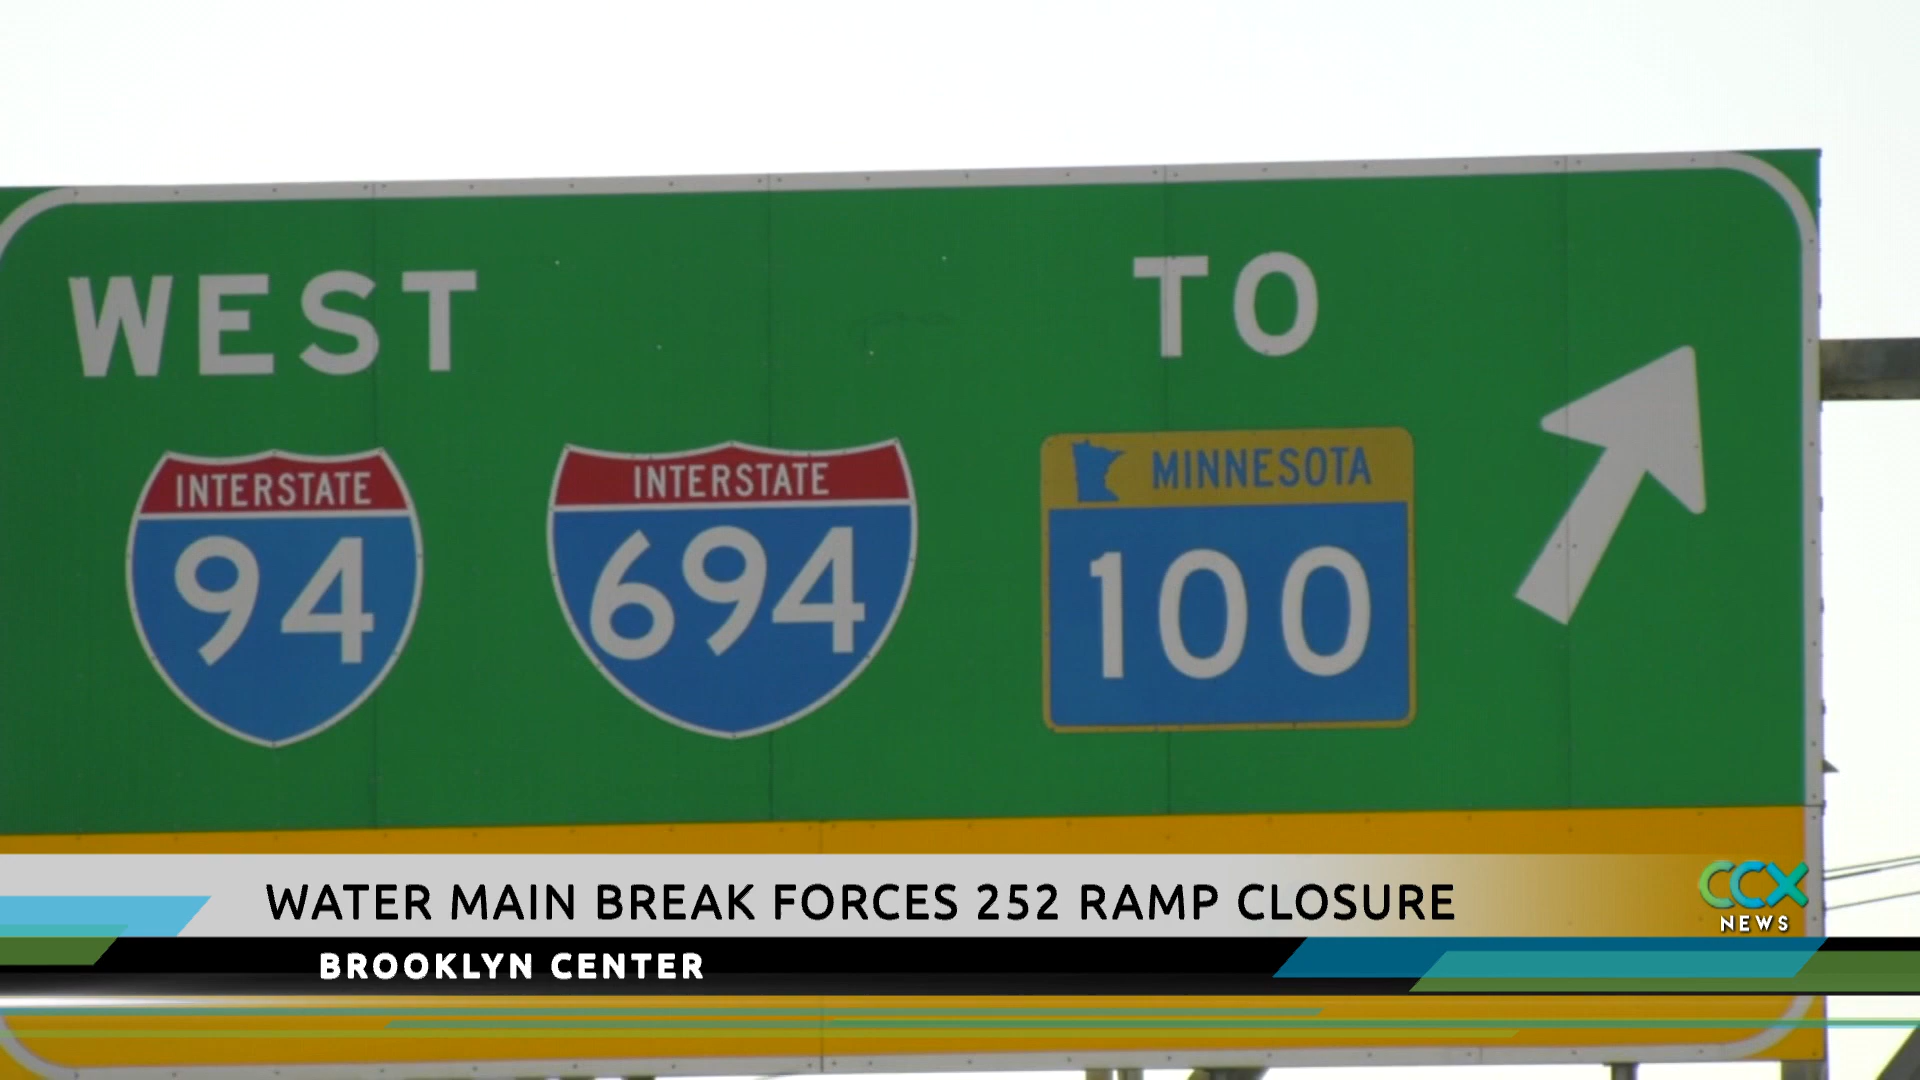 WEST TO
INTERSTATE INTERSTATE MINNESOTA
94 694 100
WATER MAIN BREAK FORCES 252 RAMP CLOSURE
CCX
NEWS
BROOKLYN CENTER